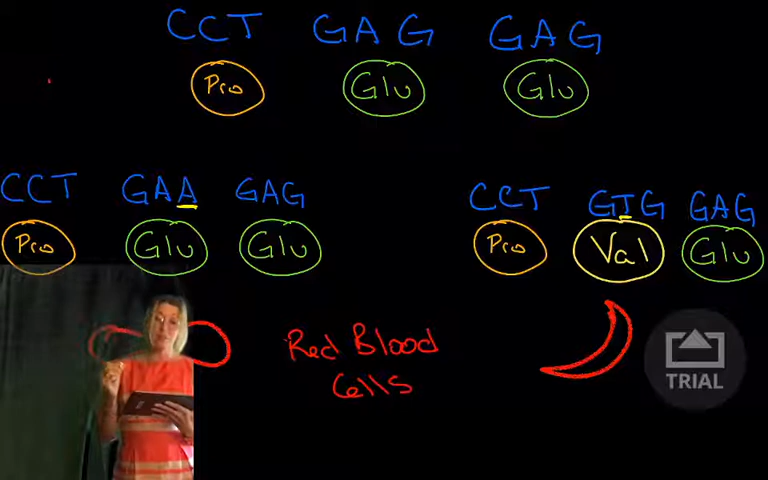 CCT GAG GAG
Pro Glu Glu
CCT GAA GAG
Pro Glu Glu
CCT GTG GAG
Pro Val Glu
Red Blood
Cells
TRIAL